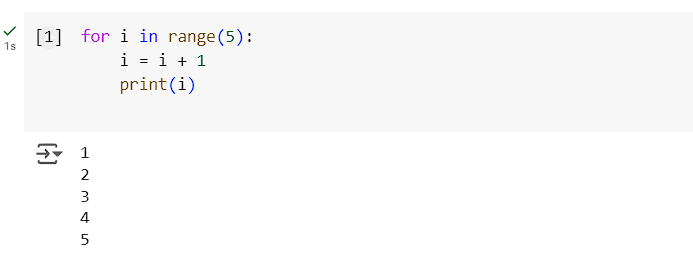 [1] for i in range(5):
i = i + 1
print(i)
1s
1
2
3
4
5